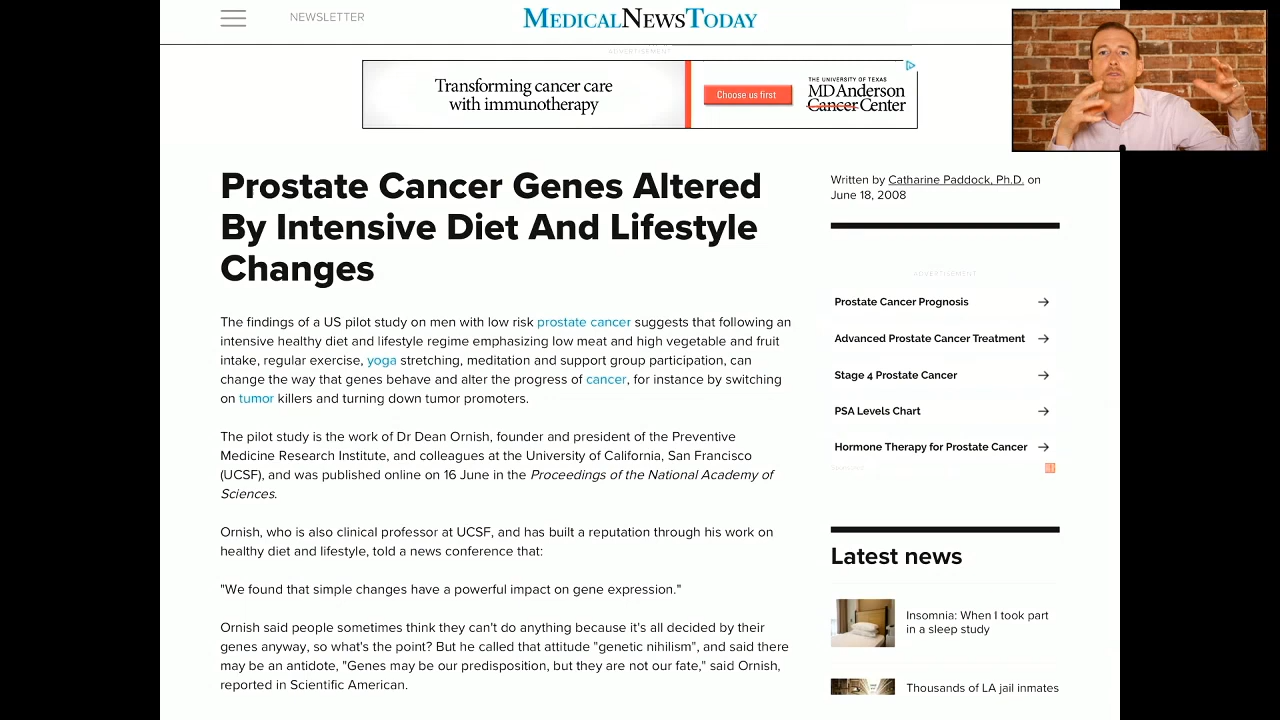 NEWSLETTER
MEDICALNEWSTODAY
ADVERTISEMENT
Transforming cancer care
with immunotherapy
Choose us first
THE UNIVERSITY OF TEXAS
MD Anderson
Cancer Center
Prostate Cancer Genes Altered
By Intensive Diet And Lifestyle
Changes
The findings of a US pilot study on men with low risk prostate cancer suggests that following an
intensive healthy diet and lifestyle regime emphasizing low meat and high vegetable and fruit
intake, regular exercise, yoga stretching, meditation and support group participation, can
change the way that genes behave and alter the progress of cancer, for instance by switching
on tumor killers and turning down tumor promoters.
The pilot study is the work of Dr Dean Ornish, founder and president of the Preventive
Medicine Research Institute, and colleagues at the University of California, San Francisco
(UCSF), and was published online on 16 June in the Proceedings of the National Academy of
Sciences.
Ornish, who is also clinical professor at UCSF, and has built a reputation through his work on
healthy diet and lifestyle, told a news conference that:
"We found that simple changes have a powerful impact on gene expression."
Ornish said people sometimes think they can't do anything because it's all decided by their
genes anyway, so what's the point? But he called that attitude "genetic nihilism", and said there
may be an antidote, "Genes may be our predisposition, but they are not our fate," said Ornish,
reported in Scientific American.
Written by Catharine Paddock, Ph.D. on
June 18, 2008
ADVERTISEMENT
Prostate Cancer Prognosis
Advanced Prostate Cancer Treatment
Stage 4 Prostate Cancer
PSA Levels Chart
Hormone Therapy for Prostate Cancer
Latest news
Insomnia: When I took part
in a sleep study
Thousands of LA jail inmates